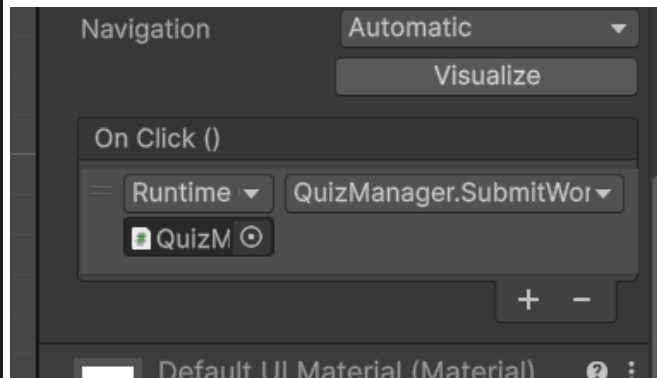 Navigation Automatic
Visualize
On Click ()
Runtime QuizManager.SubmitWor
QuizM
+ −
Default UI Material (Material)